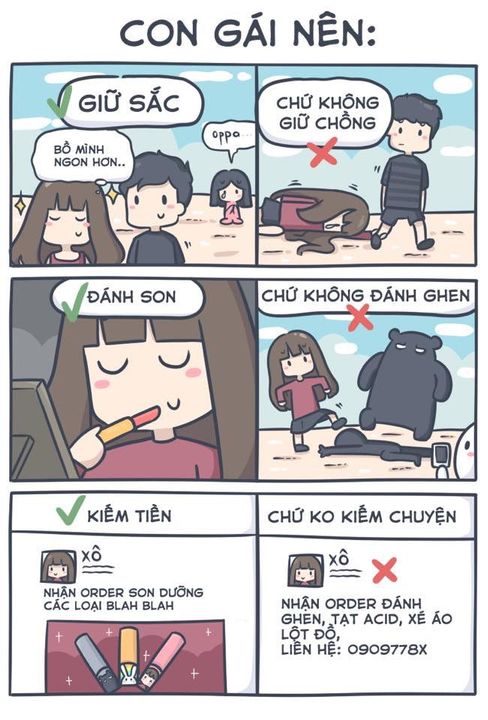 CON GÁI NÊN:
GIỮ SẮC
BỒ MÌNH
NGON HƠN..
OPPA...
CHỨ KHÔNG
GIỮ CHỒNG
ĐÁNH SON
CHỨ KHÔNG ĐÁNH GHEN
KIẾM TIỀN
XÔ
NHẬN ORDER SON DƯỠNG
CÁC LOẠI BLAH BLAH
CHỨ KO KIẾM CHUYỆN
XÔ
NHẬN ORDER ĐÁNH
GHEN, TẠT ACID, XÉ ÁO
LỘT ĐỒ,
LIÊN HỆ: 0909778X